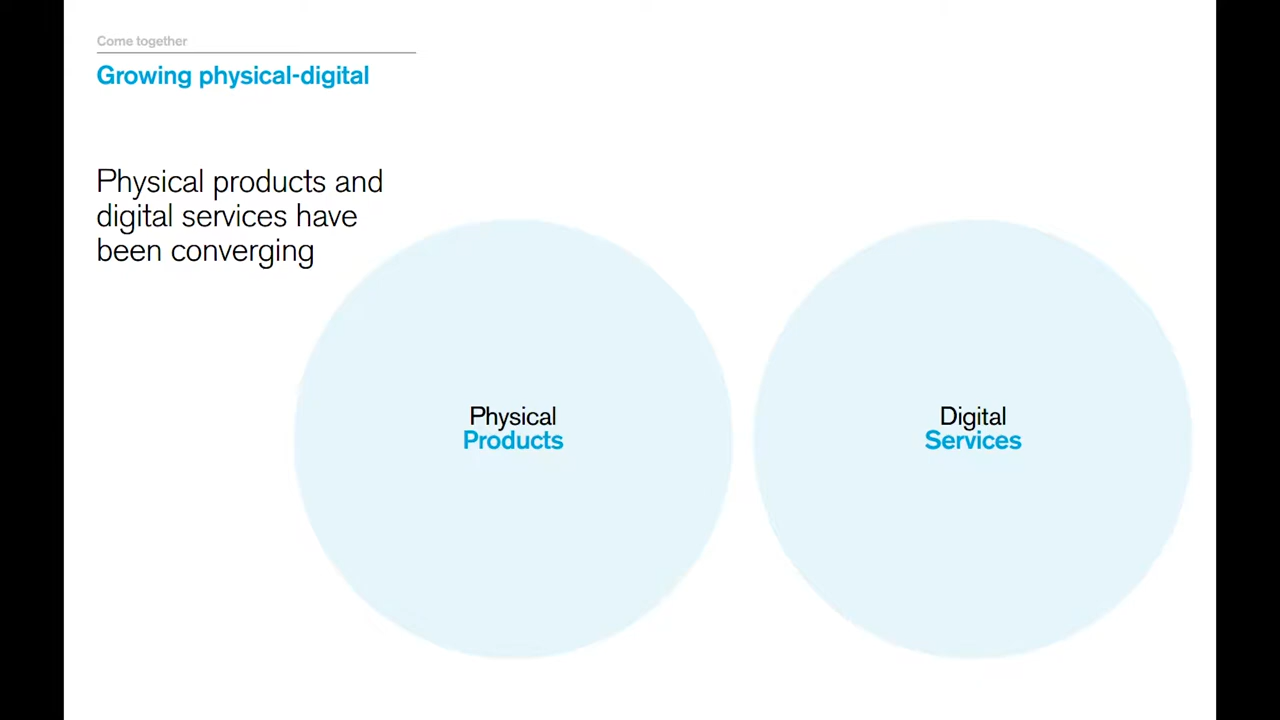 Come together
Growing physical-digital
Physical products and
digital services have
been converging
Physical
Products
Digital
Services